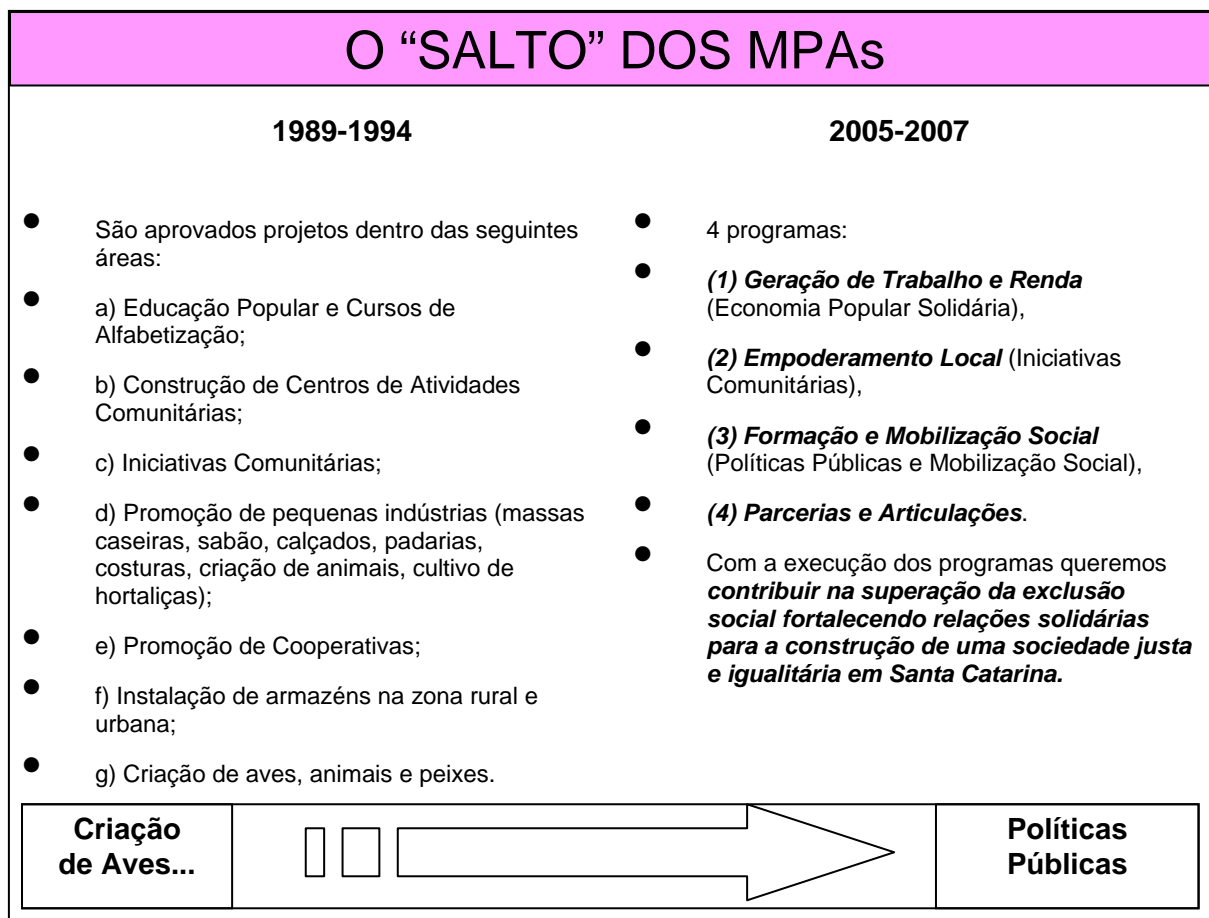 O “SALTO” DOS MPAs
1989-1994
• São aprovados projetos dentro das seguintes
áreas:
• a) Educação Popular e Cursos de
Alfabetização;
• b) Construção de Centros de Atividades
Comunitárias;
• c) Iniciativas Comunitárias;
• d) Promoção de pequenas indústrias (massas
caseiras, sabão, calçados, padarias,
costuras, criação de animais, cultivo de
hortaliças);
• e) Promoção de Cooperativas;
• f) Instalação de armazéns na zona rural e
urbana;
• g) Criação de aves, animais e peixes.
2005-2007
• 4 programas:
• (1) Geração de Trabalho e Renda
(Economia Popular Solidária),
• (2) Empoderamento Local (Iniciativas
Comunitárias),
• (3) Formação e Mobilização Social
(Políticas Públicas e Mobilização Social),
• (4) Parcerias e Articulações.
• Com a execução dos programas queremos
contribuir na superação da exclusão
social fortalecendo relações solidárias
para a construção de uma sociedade justa
e igualitária em Santa Catarina.
Criação
de Aves...
Políticas
Públicas